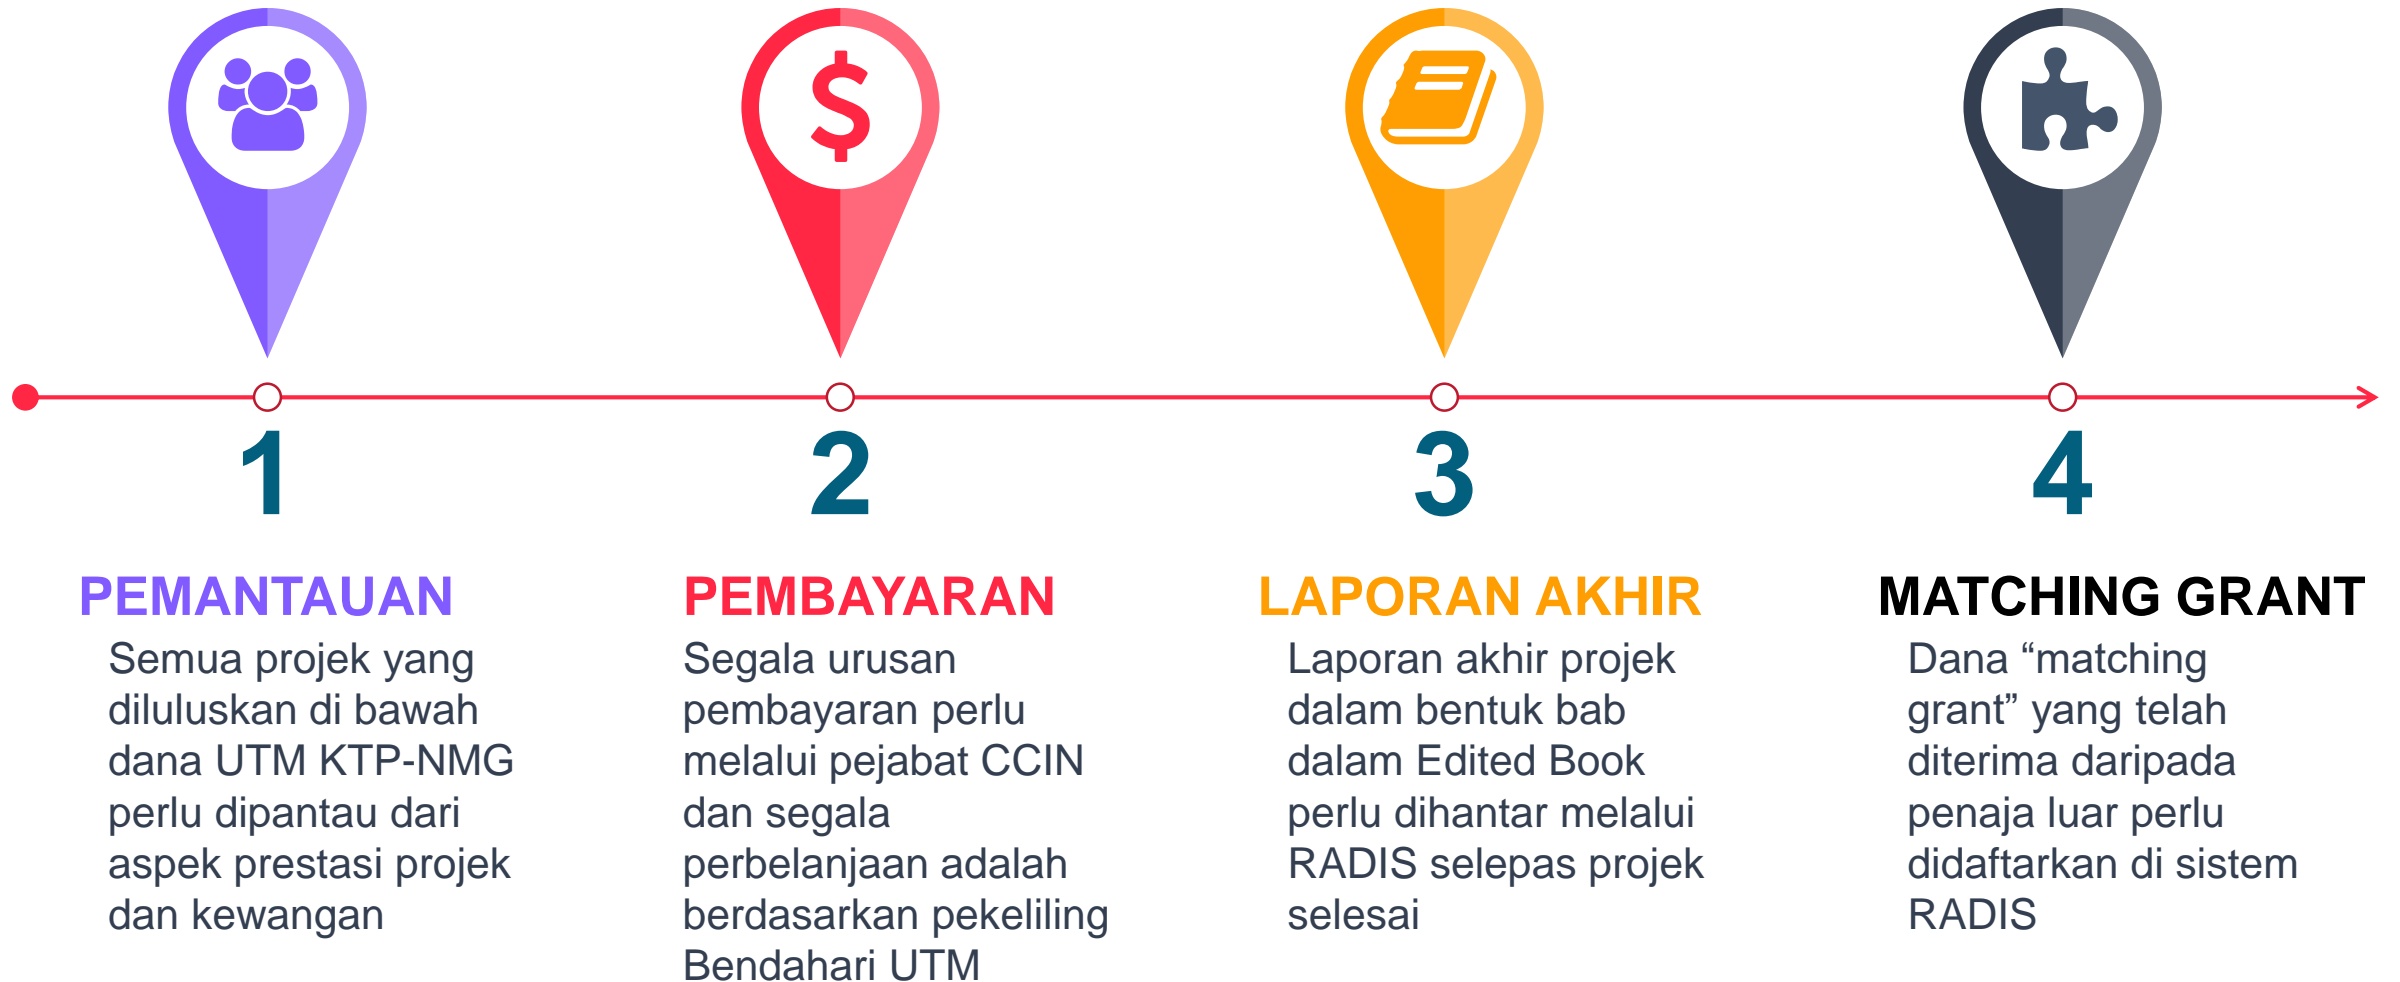 1
PEMANTAUAN
Semua projek yang
diluluskan di bawah
dana UTM KTP-NMG
perlu dipantau dari
aspek prestasi projek
dan kewangan
2
PEMBAYARAN
Segala urusan
pembayaran perlu
melalui pejabat CCIN
dan segala
perbelanjaan adalah
berdasarkan pekeliling
Bendahari UTM
3
LAPORAN AKHIR
Laporan akhir projek
dalam bentuk bab
dalam Edited Book
perlu dihantar melalui
RADIS selepas projek
selesai
4
MATCHING GRANT
Dana “matching
grant” yang telah
diterima daripada
penaja luar perlu
didaftarkan di sistem
RADIS